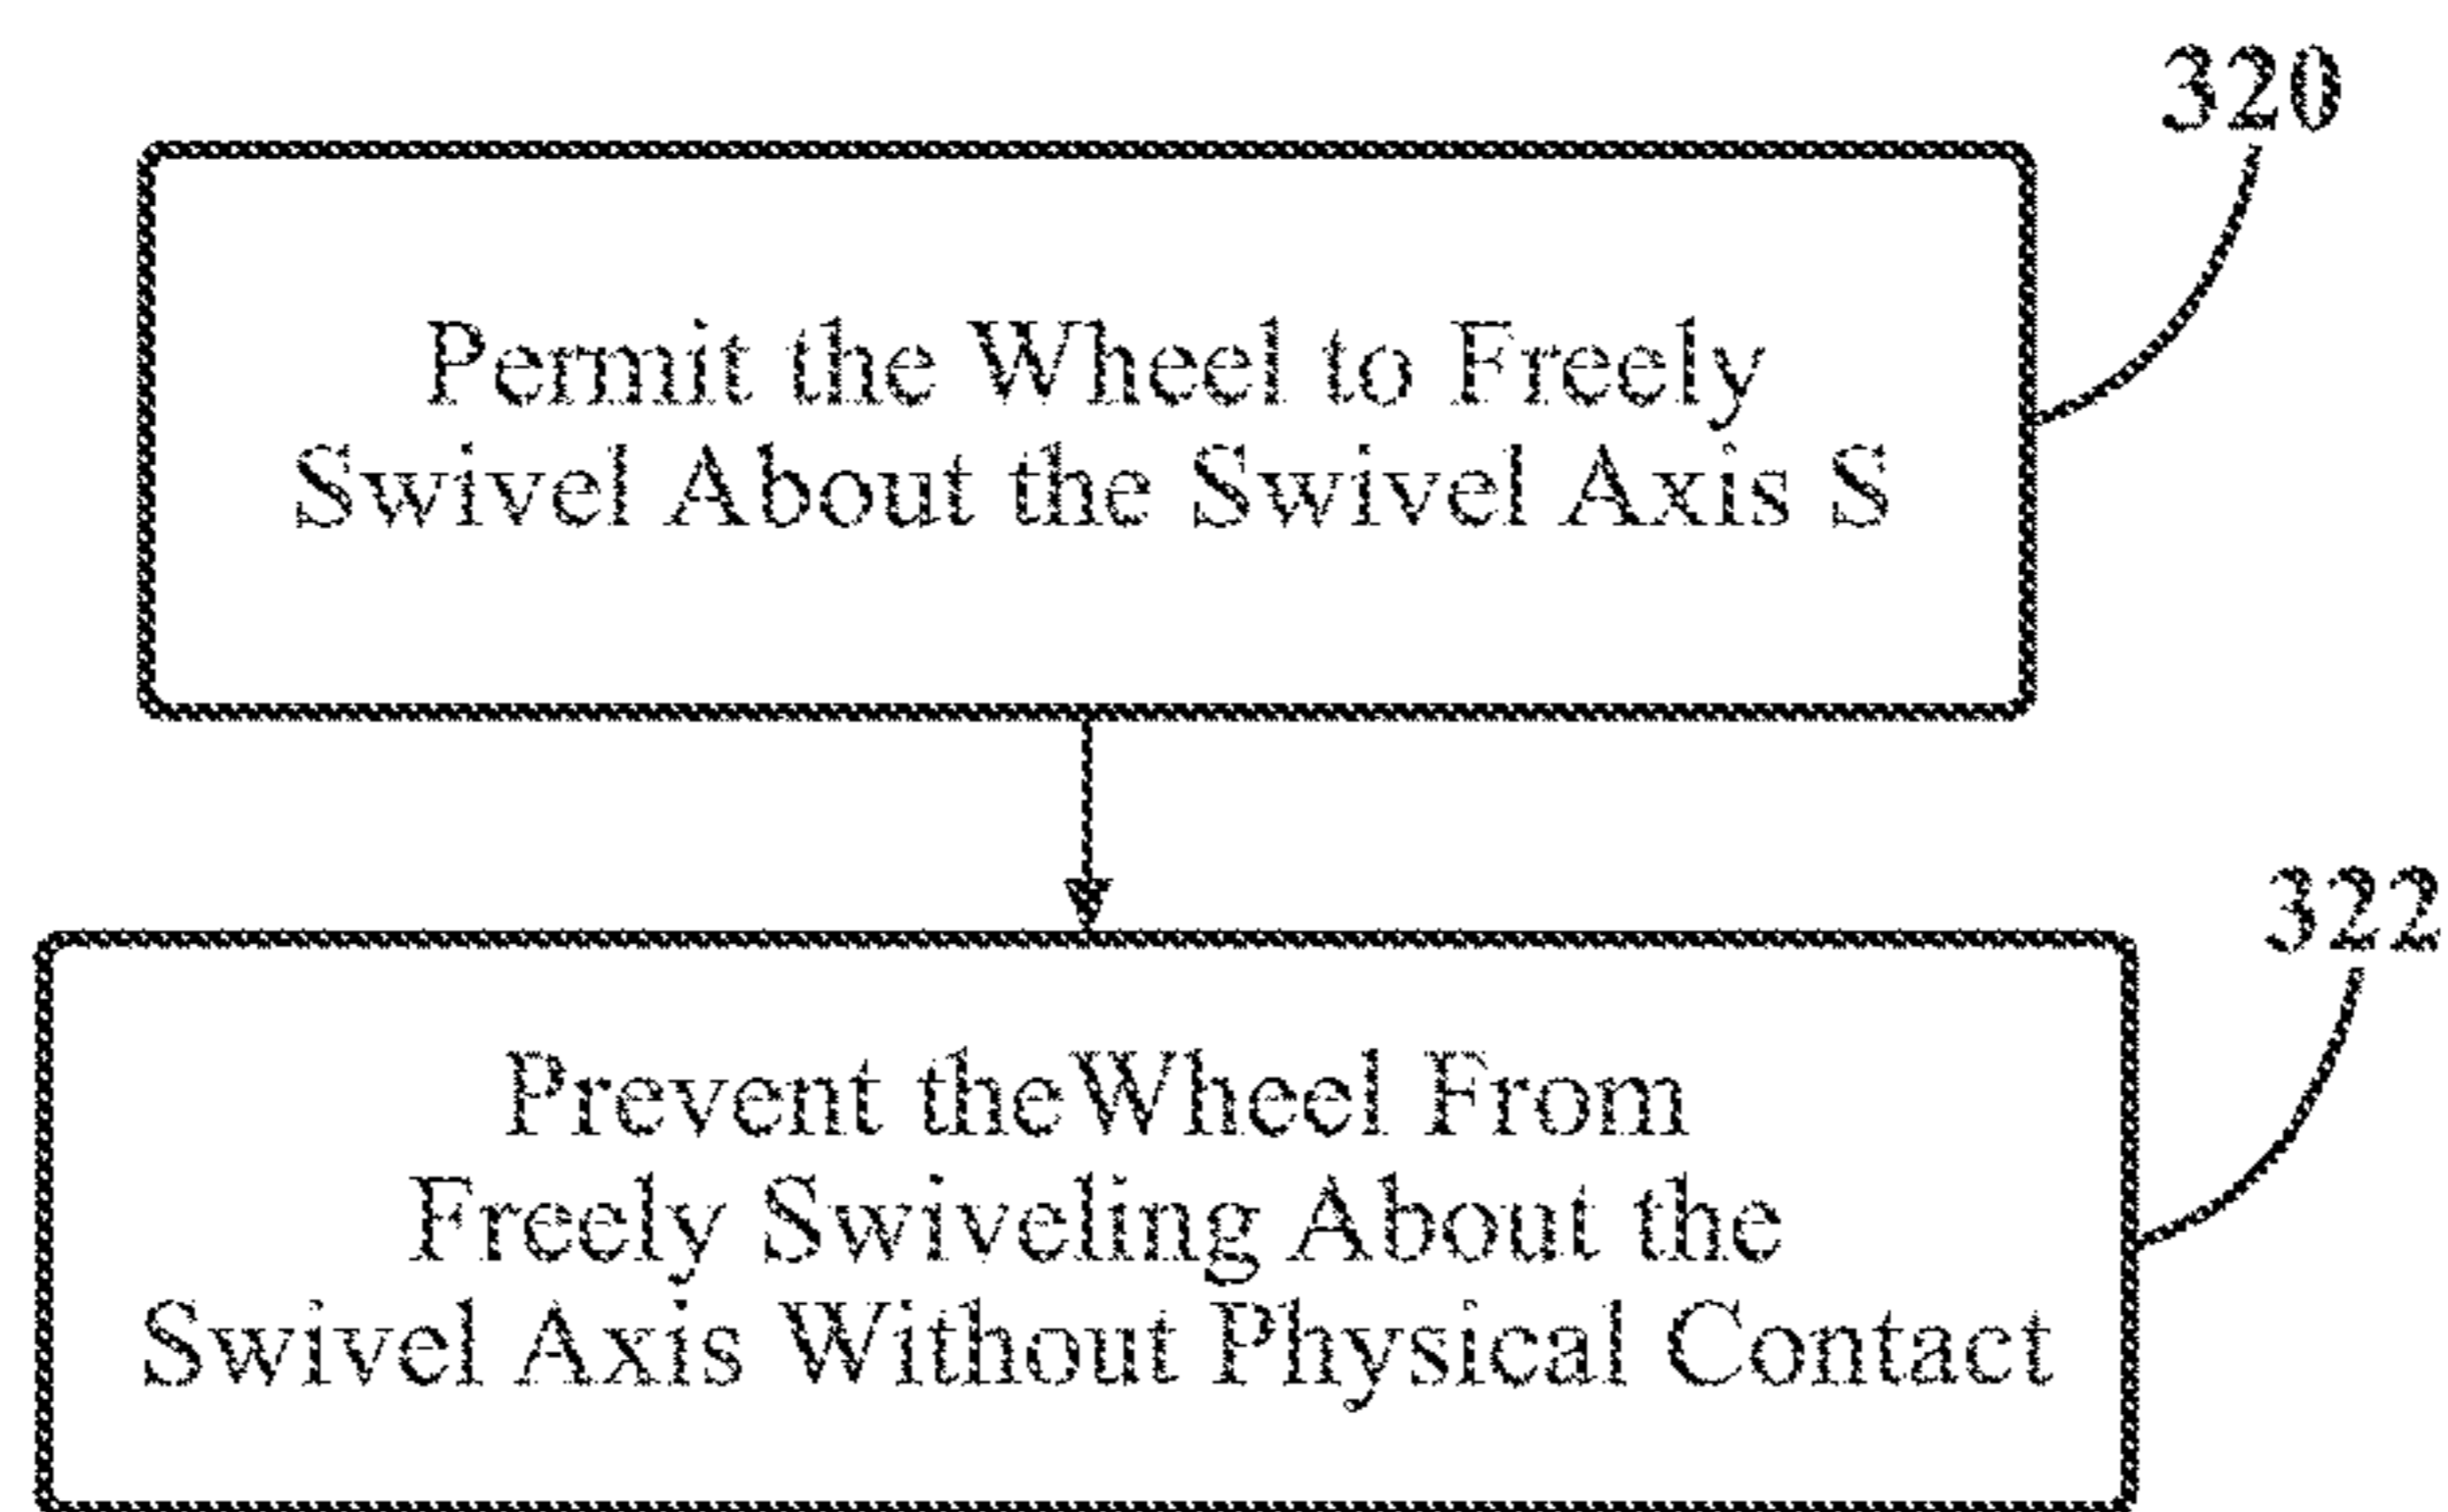 320
Permit the Wheel to Freely
Swivel About the Swivel Axis S
322
Prevent theWheel From
Freely Swiveling About the
Swivel Axis Without Physical Contact